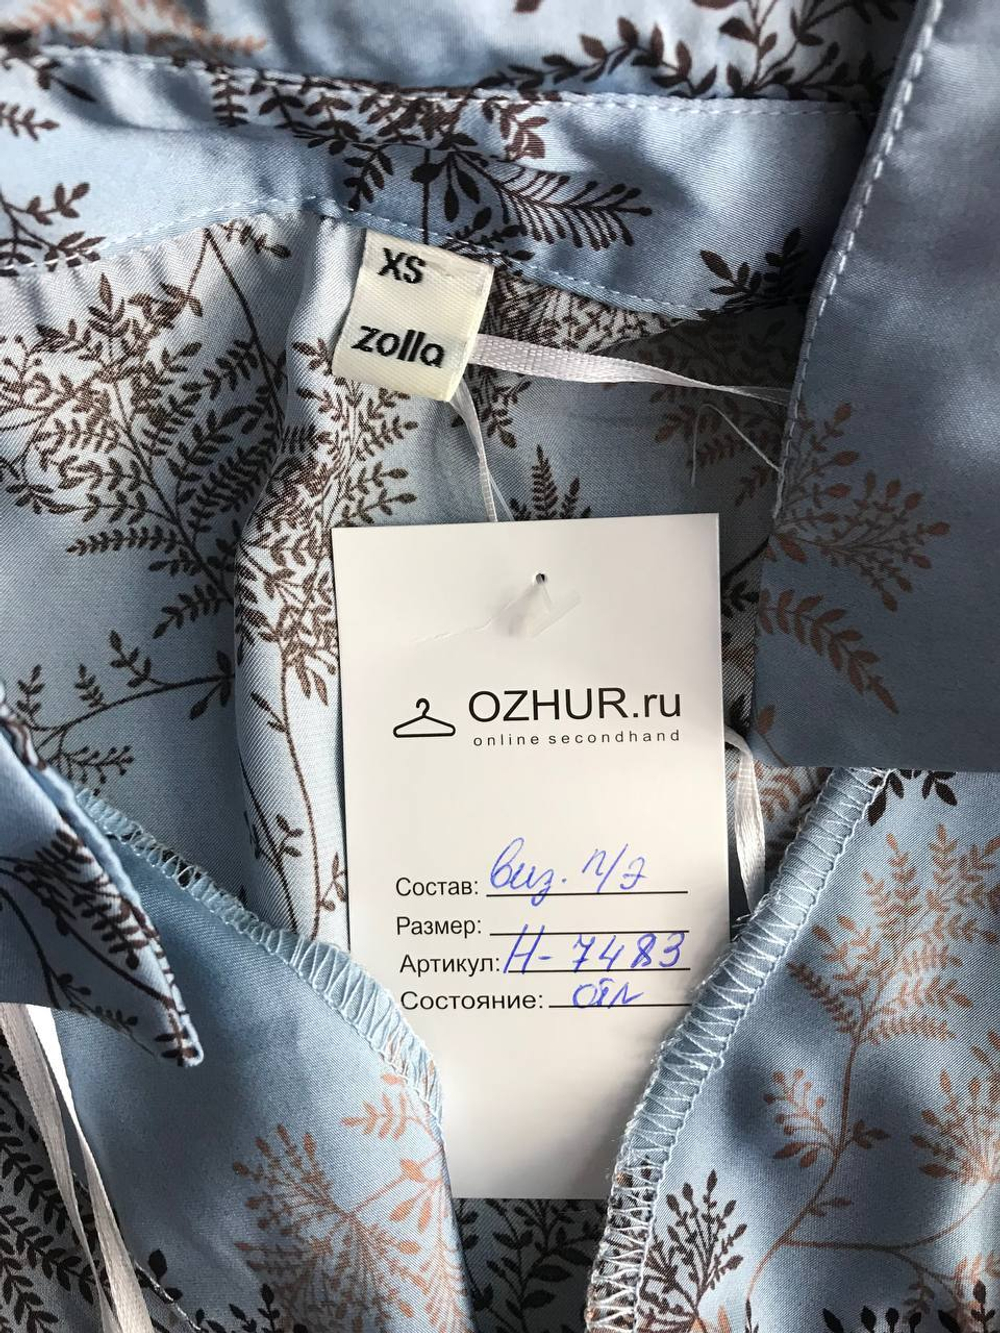 XS
zolla
OZHUR.ru
online secondhand
Состав: виз. п/э
Размер:
Артикул: Н-7483
Состояние: отл